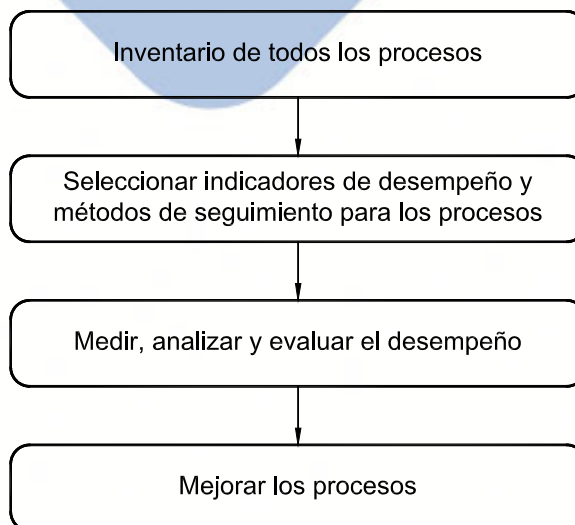 Inventario de todos los procesos
Seleccionar indicadores de desempeño y
métodos de seguimiento para los procesos
Medir, analizar y evaluar el desempeño
Mejorar los procesos